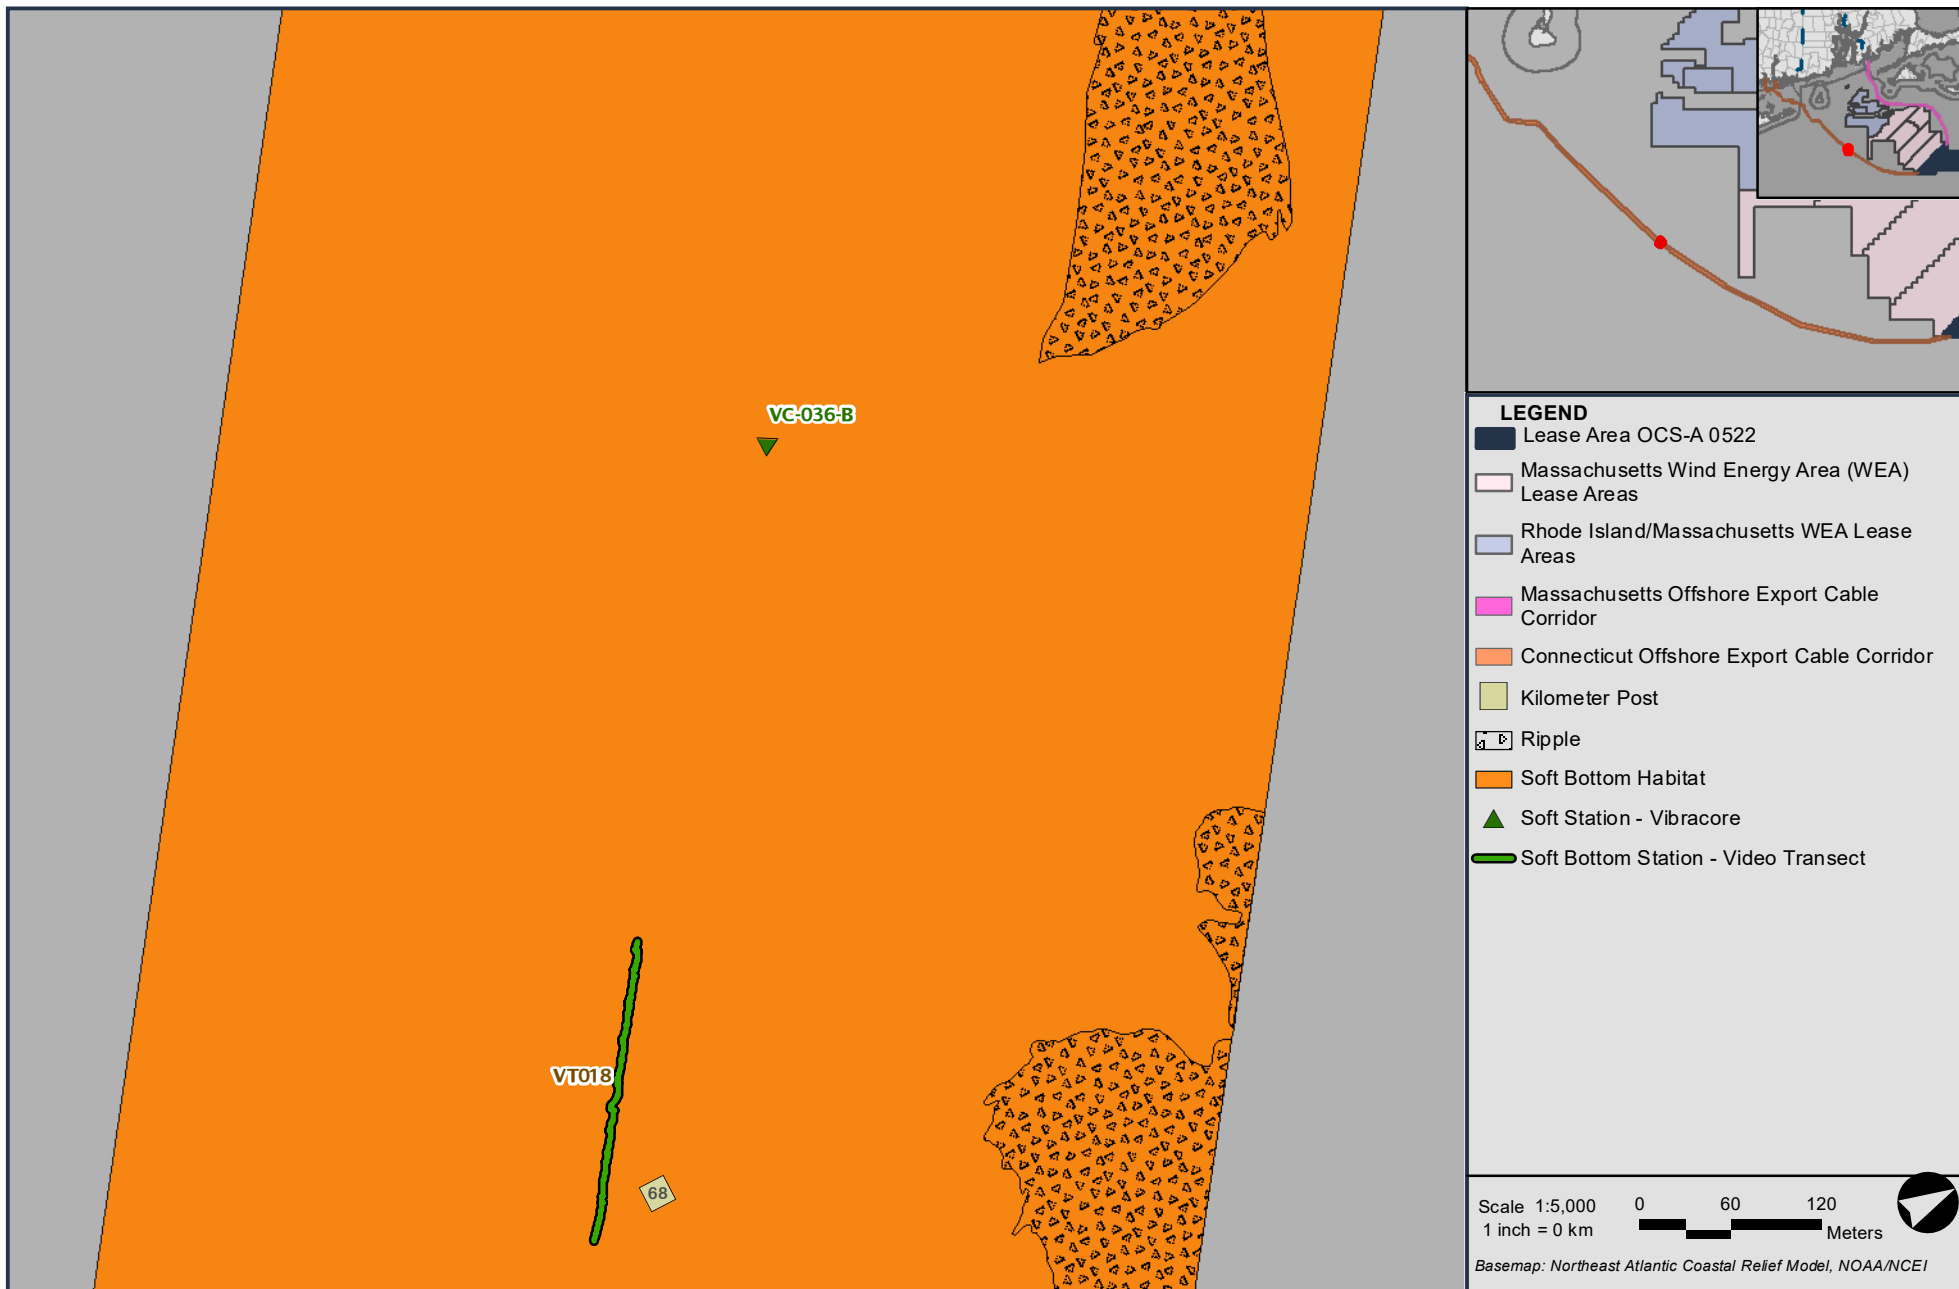 VC-036-B
VT018
68
LEGEND
Lease Area OCS-A 0522
Massachusetts Wind Energy Area (WEA)
Lease Areas
Rhode Island/Massachusetts WEA Lease
Areas
Massachusetts Offshore Export Cable
Corridor
Connecticut Offshore Export Cable Corridor
Kilometer Post
Ripple
Soft Bottom Habitat
Soft Station - Vibracore
Soft Bottom Station - Video Transect
Scale 1:5,000
1 inch = 0 km
0 60 120
Meters
Basemap: Northeast Atlantic Coastal Relief Model, NOAA/NCEI